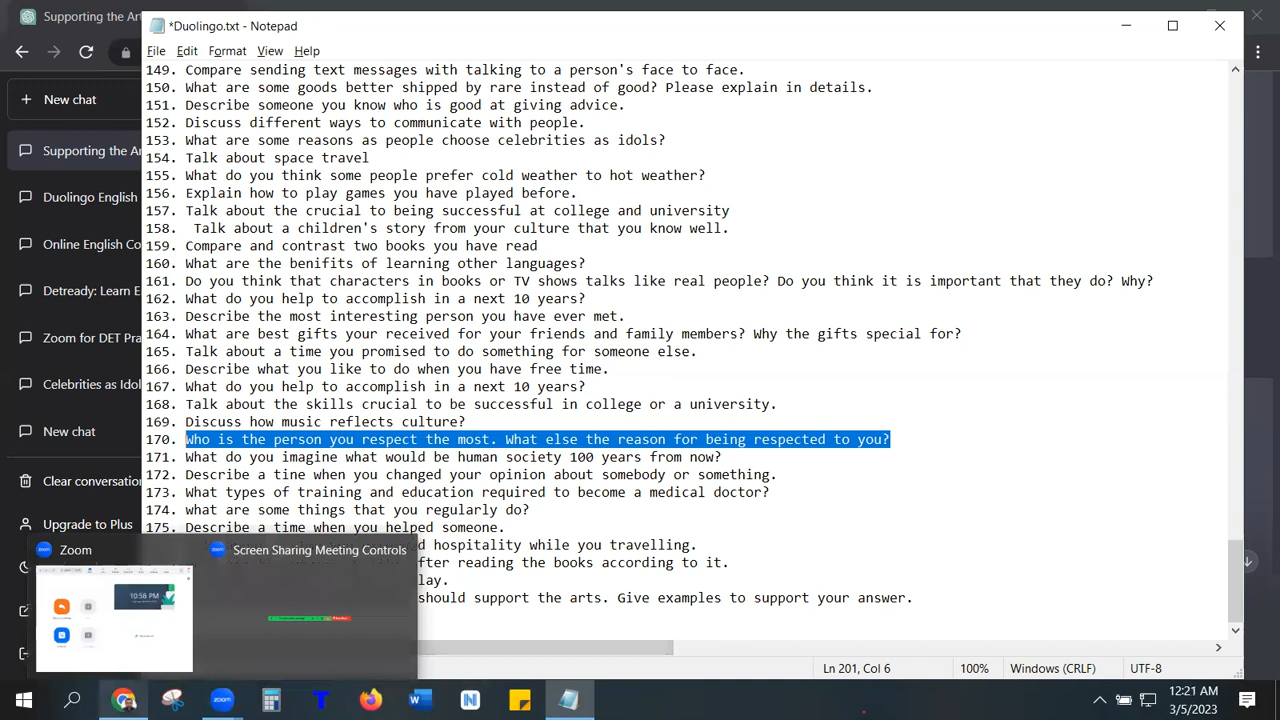 Supporting the Art
*Duolingo.txt - Notepad
File Edit Format View Help
New chat
Supporting the Ar
Duolingo English
Online English Co
Detready: Learn E
Zoom for DET Pra
Celebrities as Idol
New chat
Clear conversatio
Upgrade to Plus
149. Compare sending text messages with talking to a person's face to face.
150. What are some goods better shipped by rare instead of good? Please explain in details.
151. Describe someone you know who is good at giving advice.
152. Discuss different ways to communicate with people.
153. What are some reasons as people choose celebrities as idols?
154. Talk about space travel
155. What do you think some people prefer cold weather to hot weather?
156. Explain how to play games you have played before.
157. Talk about the crucial to being successful at college and university
158. Talk about a children's story from your culture that you know well.
159. Compare and contrast two books you have read
160. What are the benifits of learning other languages?
161. Do you think that characters in books or TV shows talks like real people? Do you think it is important that they do? Why?
162. What do you help to accomplish in a next 10 years?
163. Describe the most interesting person you have ever met.
164. What are best gifts your received for your friends and family members? Why the gifts special for?
165. Talk about a time you promised to do something for someone else.
166. Describe what you like to do when you have free time.
167. What do you help to accomplish in a next 10 years?
168. Talk about the skills crucial to be successful in college or a university.
169. Discuss how music reflects culture?
170. Who is the person you respect the most. What else the reason for being respected to you?
171. What do you imagine what would be human society 100 years from now?
172. Describe a tine when you changed your opinion about somebody or something.
173. What types of training and education required to become a medical doctor?
174. what are some things that you regularly do?
175. Describe a time when you helped someone.
d hospitality while you travelling.
fter reading the books according to it.
lay.
should support the arts. Give examples to support your answer.
Zoom
Screen Sharing Meeting Controls
10:58 PM
Ln 201, Col 6
100%
Windows (CRLF)
UTF-8
zoom
12:21 AM
3/5/2023